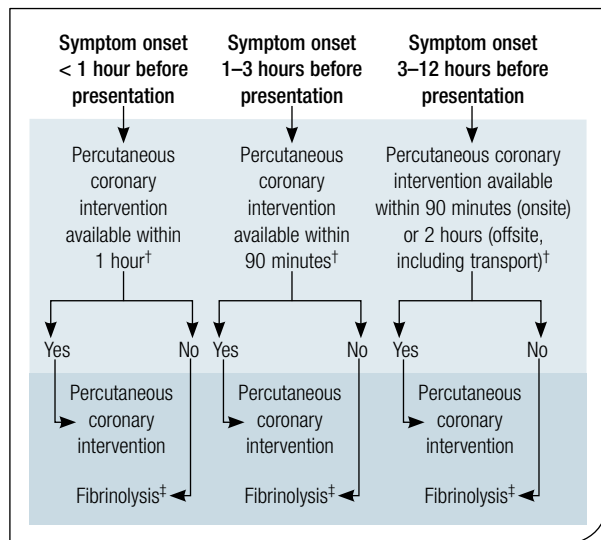 Symptom onset
< 1 hour before
presentation
Percutaneous
coronary
intervention
available within
1 hour†
Yes
No
Percutaneous
coronary
intervention
Fibrinolysis‡
Symptom onset
1–3 hours before
presentation
Percutaneous
coronary
intervention
available within
90 minutes†
Yes
No
Percutaneous
coronary
intervention
Fibrinolysis‡
Symptom onset
3–12 hours before
presentation
Percutaneous coronary
intervention available
within 90 minutes (onsite)
or 2 hours (offsite,
including transport)†
Yes
No
Percutaneous
coronary
intervention
Fibrinolysis‡